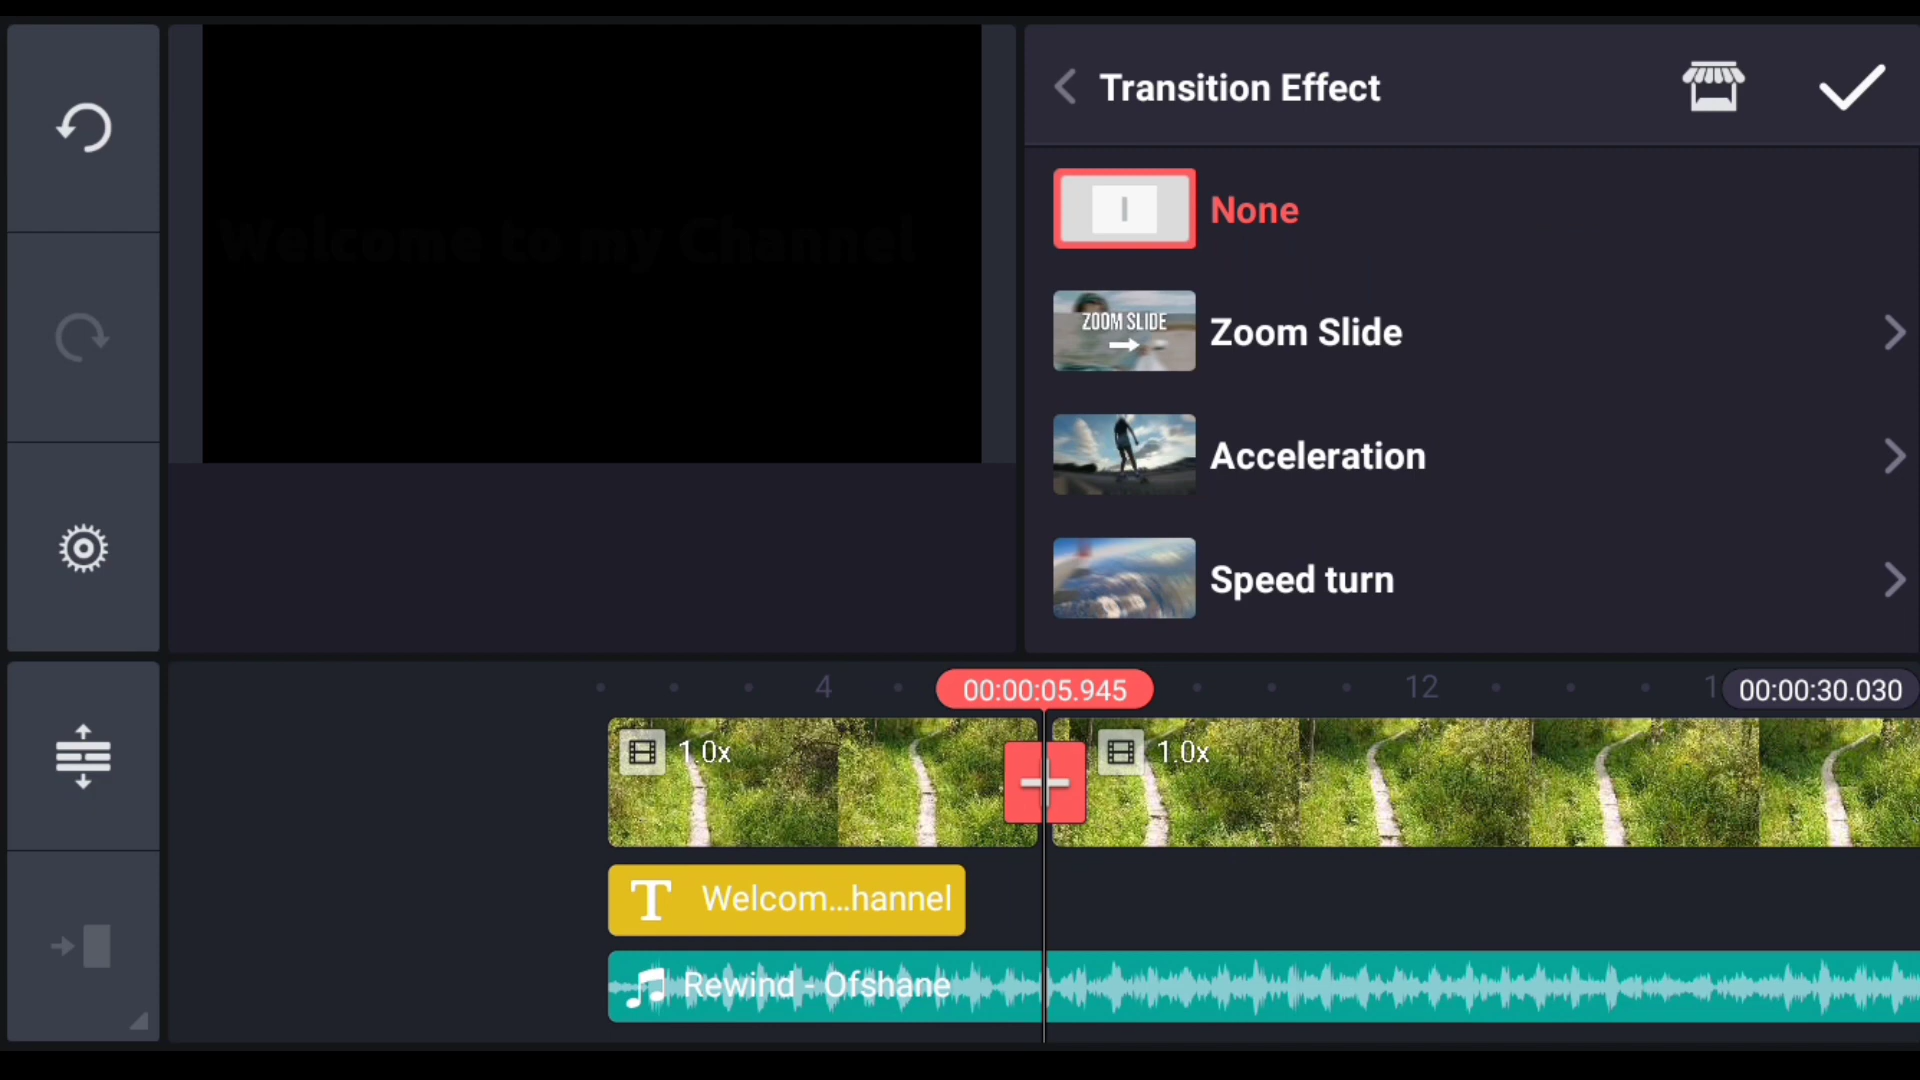 Transition Effect
Welcome to my Channel
None
ZOOM SLIDE
Zoom Slide
Acceleration
Speed turn
4
00:00:05.945
12
1
00:00:30.030
1.0x
1.0x
T Welcom...hannel
Rewind - Ofshane